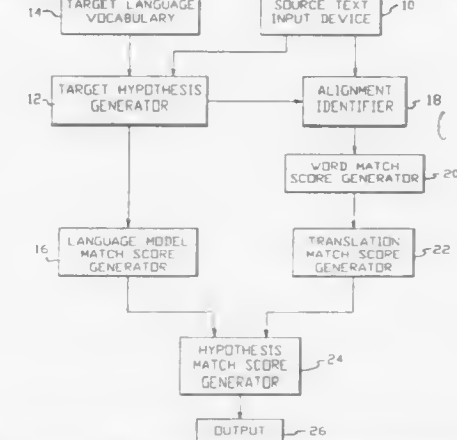 TARGET LANGUAGE
VOCABULARY
14
SOURCE TEXT
INPUT DEVICE
10
12
TARGET HYPOTHESIS
GENERATOR
ALIGNMENT
IDENTIFIER
18
WORD MATCH
SCORE GENERATOR
20
16
LANGUAGE MODEL
MATCH SCORE
GENERATOR
TRANSLATION
MATCH SCORE
GENERATOR
22
HYPOTHESIS
MATCH SCORE
GENERATOR
24
OUTPUT
26